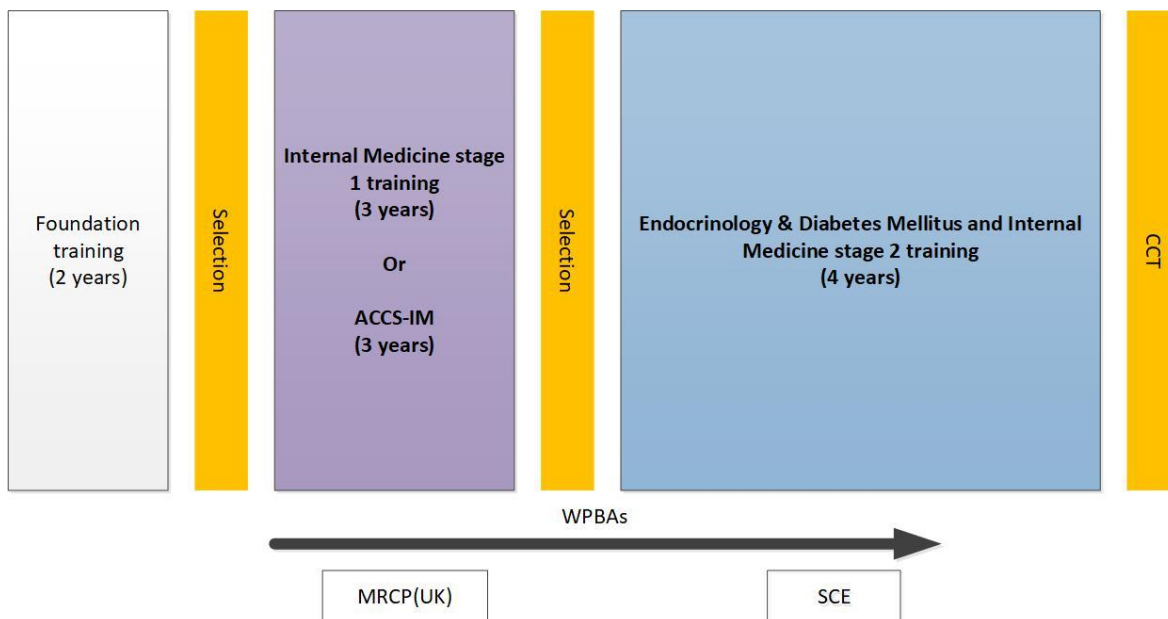 Foundation
training
(2 years)
Selection
Internal Medicine stage
1 training
(3 years)
Or
ACCS-IM
(3 years)
Selection
Endocrinology & Diabetes Mellitus and Internal
Medicine stage 2 training
(4 years)
CCT
WPBAs
MRCP(UK)
SCE